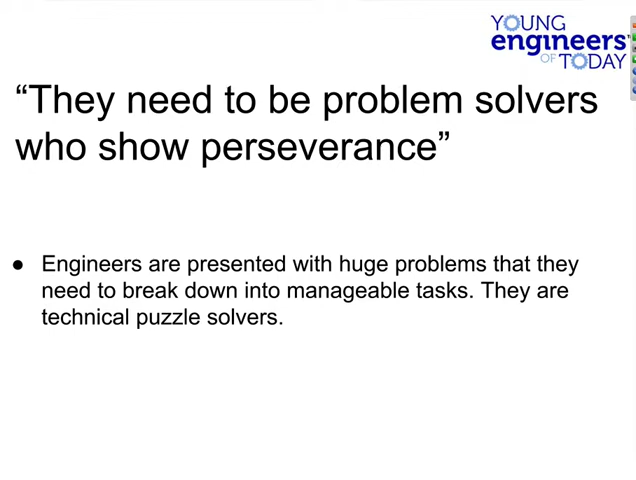 YOUNG
engineers™
OF TODAY
“They need to be problem solvers
who show perseverance”
● Engineers are presented with huge problems that they
need to break down into manageable tasks. They are
technical puzzle solvers.